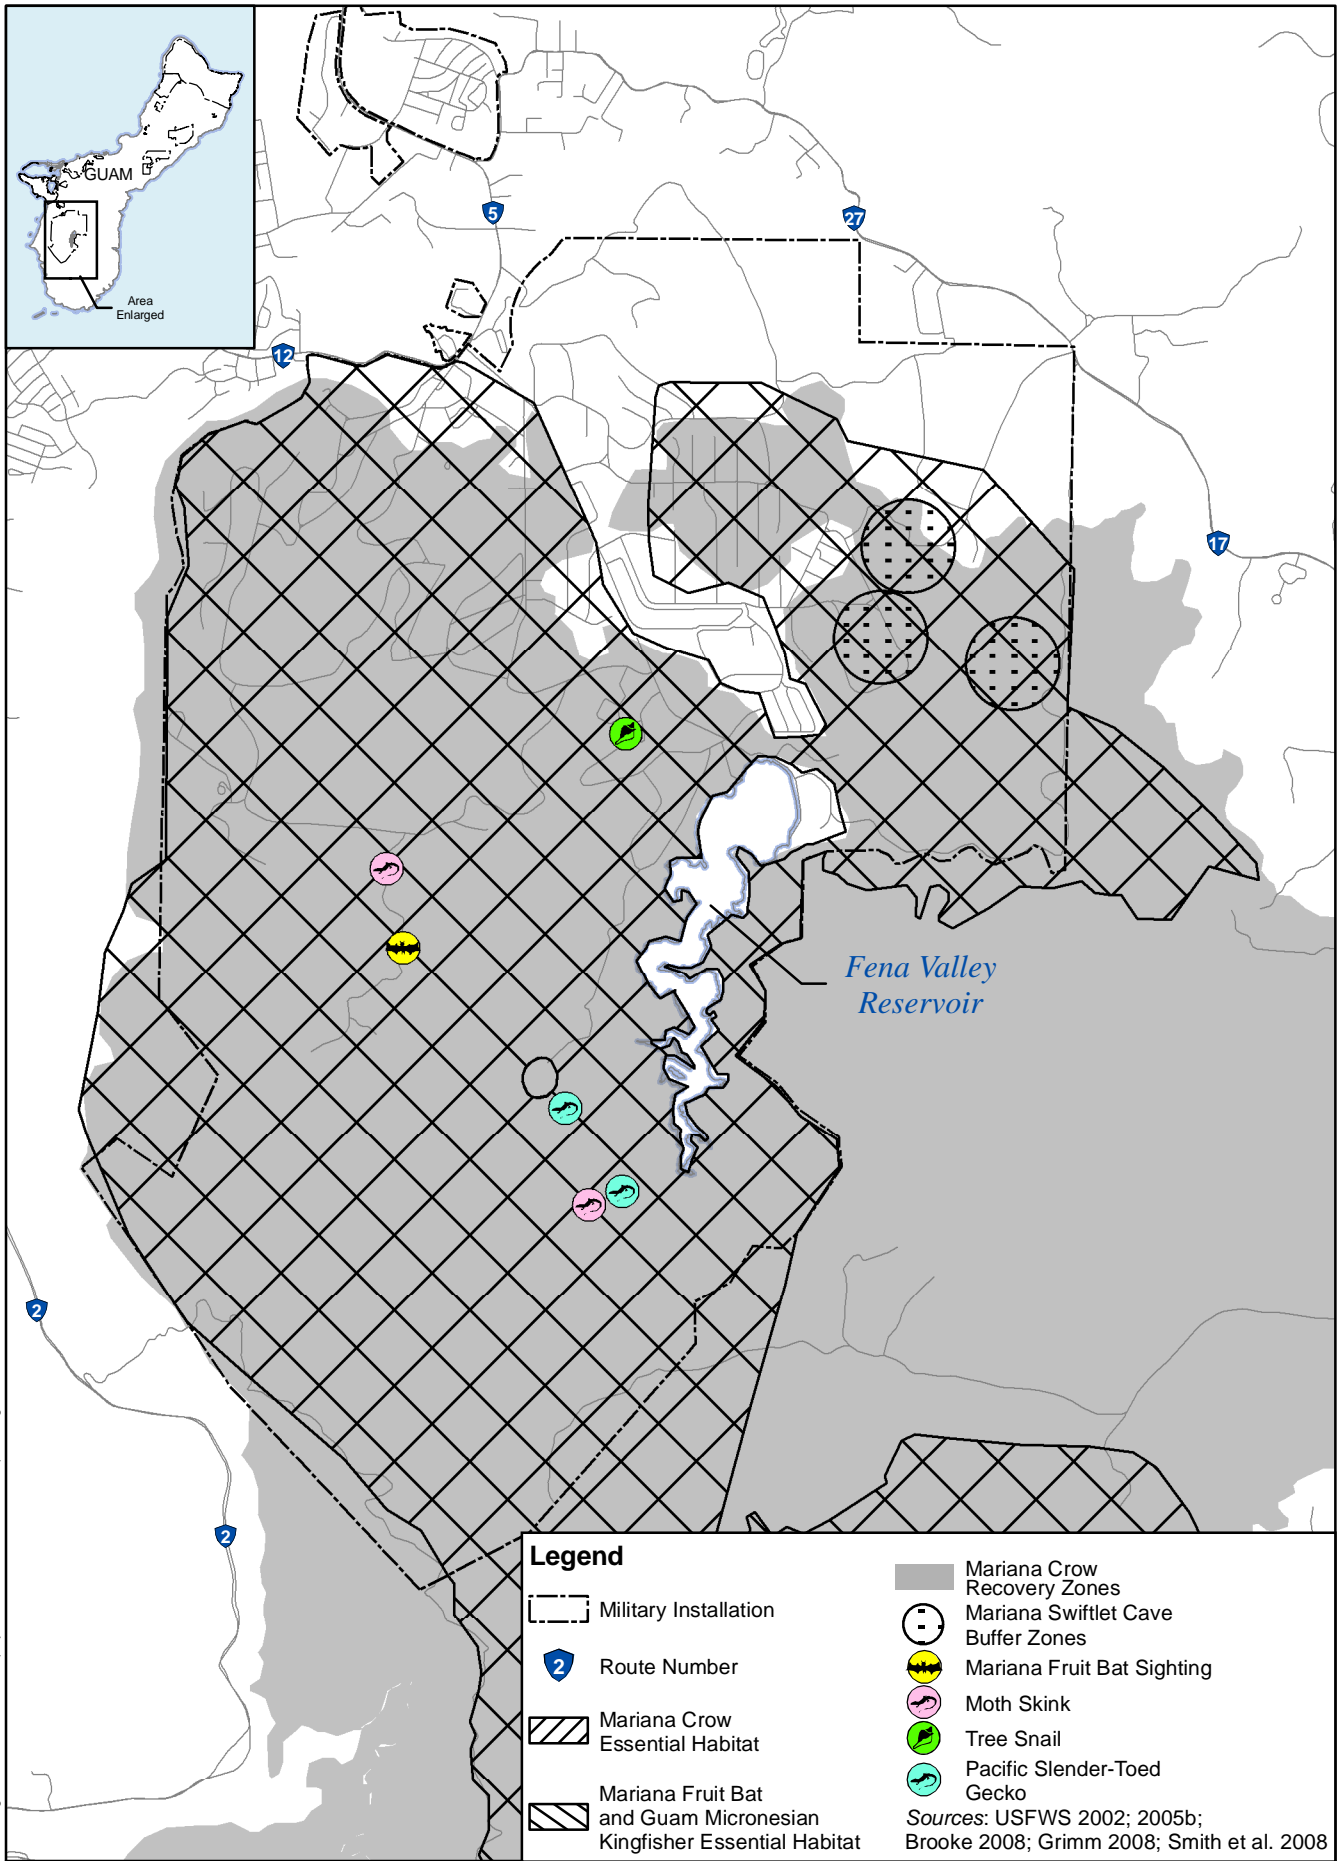 GUAM
Area
Enlarged
5
27
12
17
Fena Valley
Reservoir
2
2
Legend
Military Installation
2
Route Number
Mariana Crow
Essential Habitat
Mariana Fruit Bat
and Guam Micronesian
Kingfisher Essential Habitat
Mariana Crow
Recovery Zones
Mariana Swiftlet Cave
Buffer Zones
Mariana Fruit Bat Sighting
Moth Skink
Tree Snail
Pacific Slender-Toed
Gecko
Sources: USFWS 2002; 2005b;
Brooke 2008; Grimm 2008; Smith et al. 2008